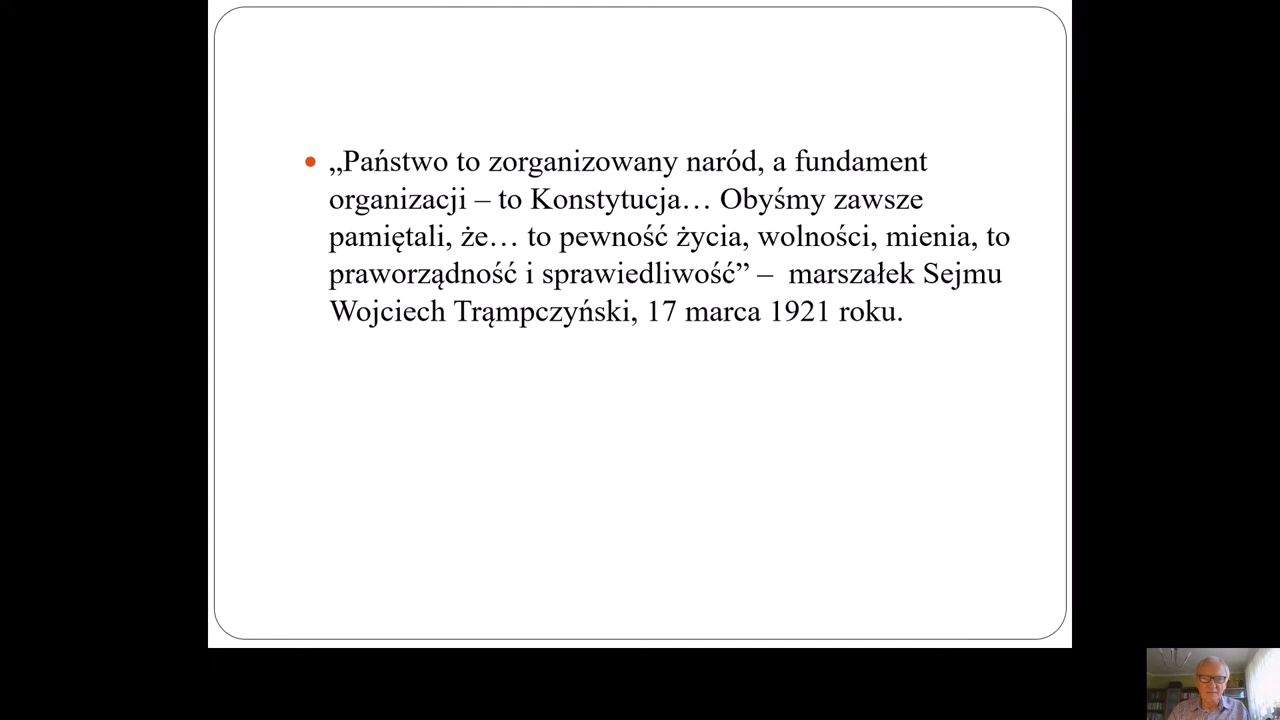 „Państwo to zorganizowany naród, a fundament
organizacji – to Konstytucja… Obyśmy zawsze
pamiętali, że… to pewność życia, wolności, mienia, to
praworządność i sprawiedliwość” – marszałek Sejmu
Wojciech Trąmpczyński, 17 marca 1921 roku.